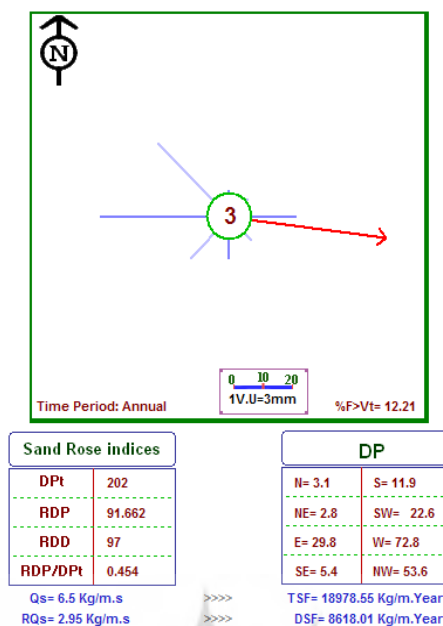 N
3
0 10 20
1V.U=3mm
Time Period: Annual %F>Vt= 12.21
Sand Rose indices
DPt 202
RDP 91.662
RDD 97
RDP/DPt 0.454
DP
N= 3.1 S= 11.9
NE= 2.8 SW= 22.6
E= 29.8 W= 72.8
SE= 5.4 NW= 53.6
Qs= 6.5 Kg/m.s >>>> TSF= 18978.55 Kg/m.Year
RQs= 2.95 Kg/m.s >>>> DSF= 8618.01 Kg/m.Year